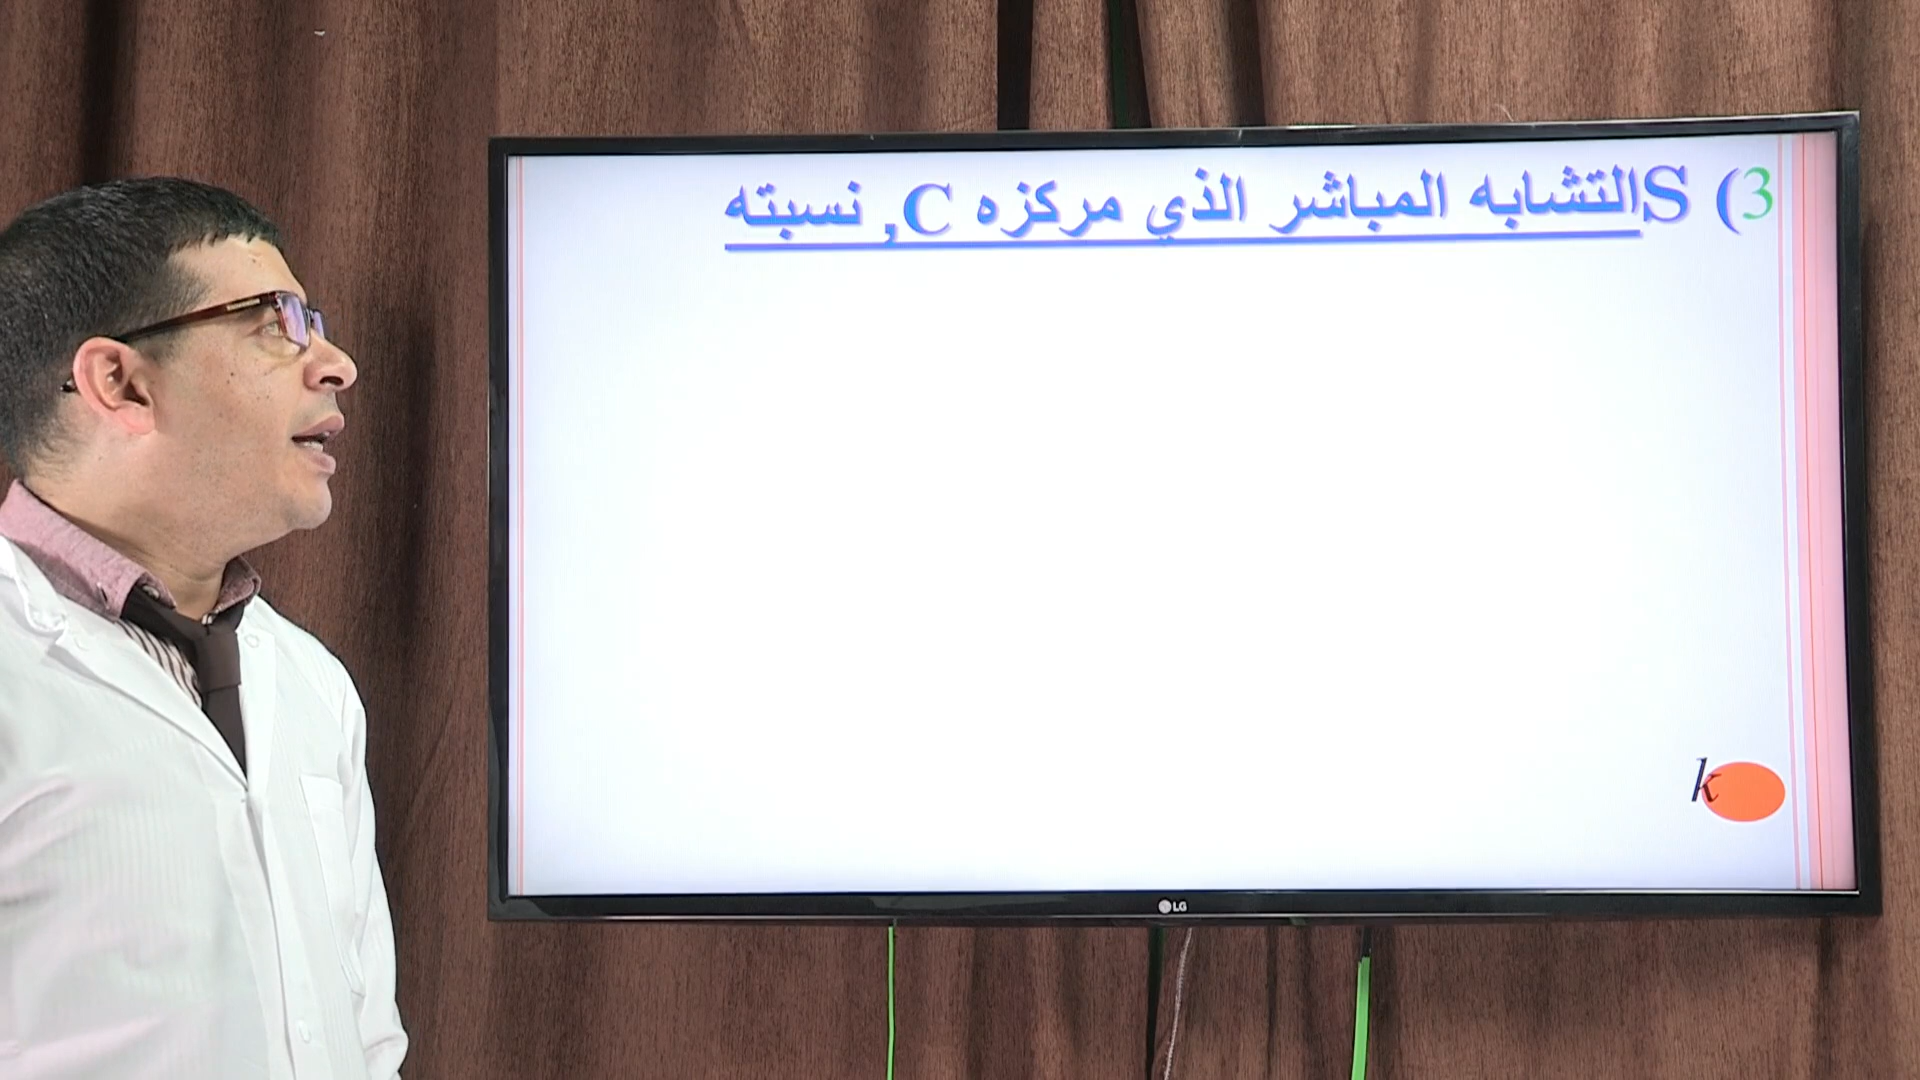 3) S التشابه المباشر الذي مركزه C, نسبته
k
LG